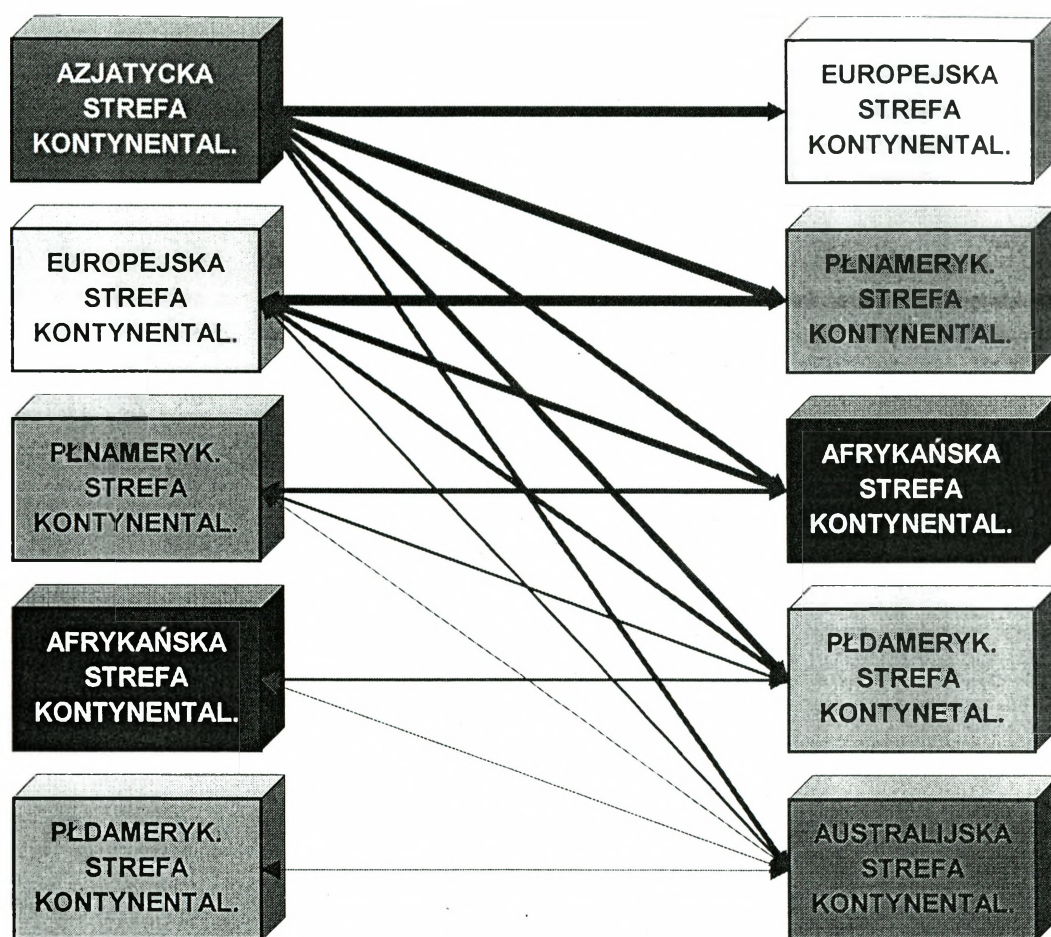 AZJATYCKA
STREFA
KONTYNENTAL.
EUROPEJSKA
STREFA
KONTYNENTAL.
EUROPEJSKA
STREFA
KONTYNENTAL.
PŁNAMERYK.
STREFA
KONTYNENTAL.
PŁNAMERYK.
STREFA
KONTYNENTAL.
AFRYKAŃSKA
STREFA
KONTYNENTAL.
AFRYKAŃSKA
STREFA
KONTYNENTAL.
PŁDAMERYK.
STREFA
KONTYNETAL.
PŁDAMERYK.
STREFA
KONTYNENTAL.
AUSTRALIJSKA
STREFA
KONTYNENTAL.